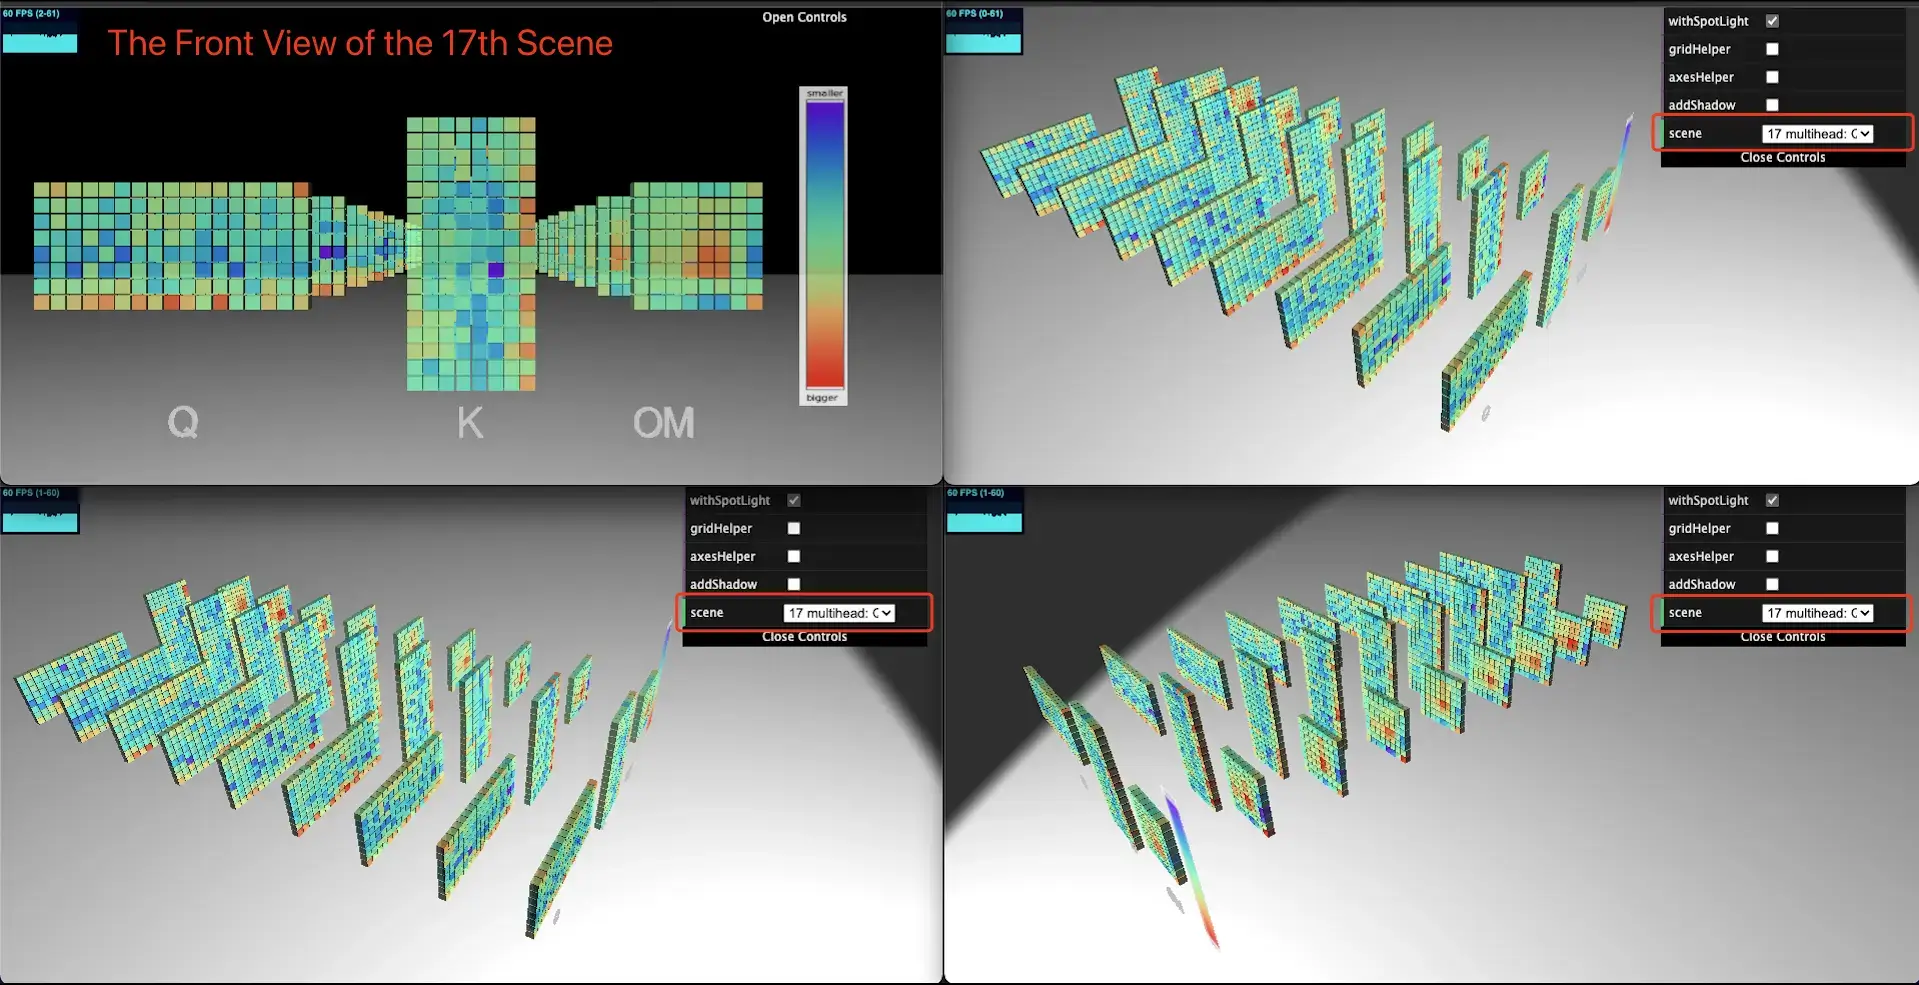 60 FPS (2-61)
The Front View of the 17th Scene
Open Controls
smaller
bigger
Q
K
OM
60 FPS (0-61)
withSpotLight
gridHelper
axesHelper
addShadow
scene
17 multihead: C
Close Controls
60 FPS (1-60)
withSpotLight
gridHelper
axesHelper
addShadow
scene
17 multihead: C
Close Controls
60 FPS (1-60)
withSpotLight
gridHelper
axesHelper
addShadow
scene
17 multihead: C
Close Controls